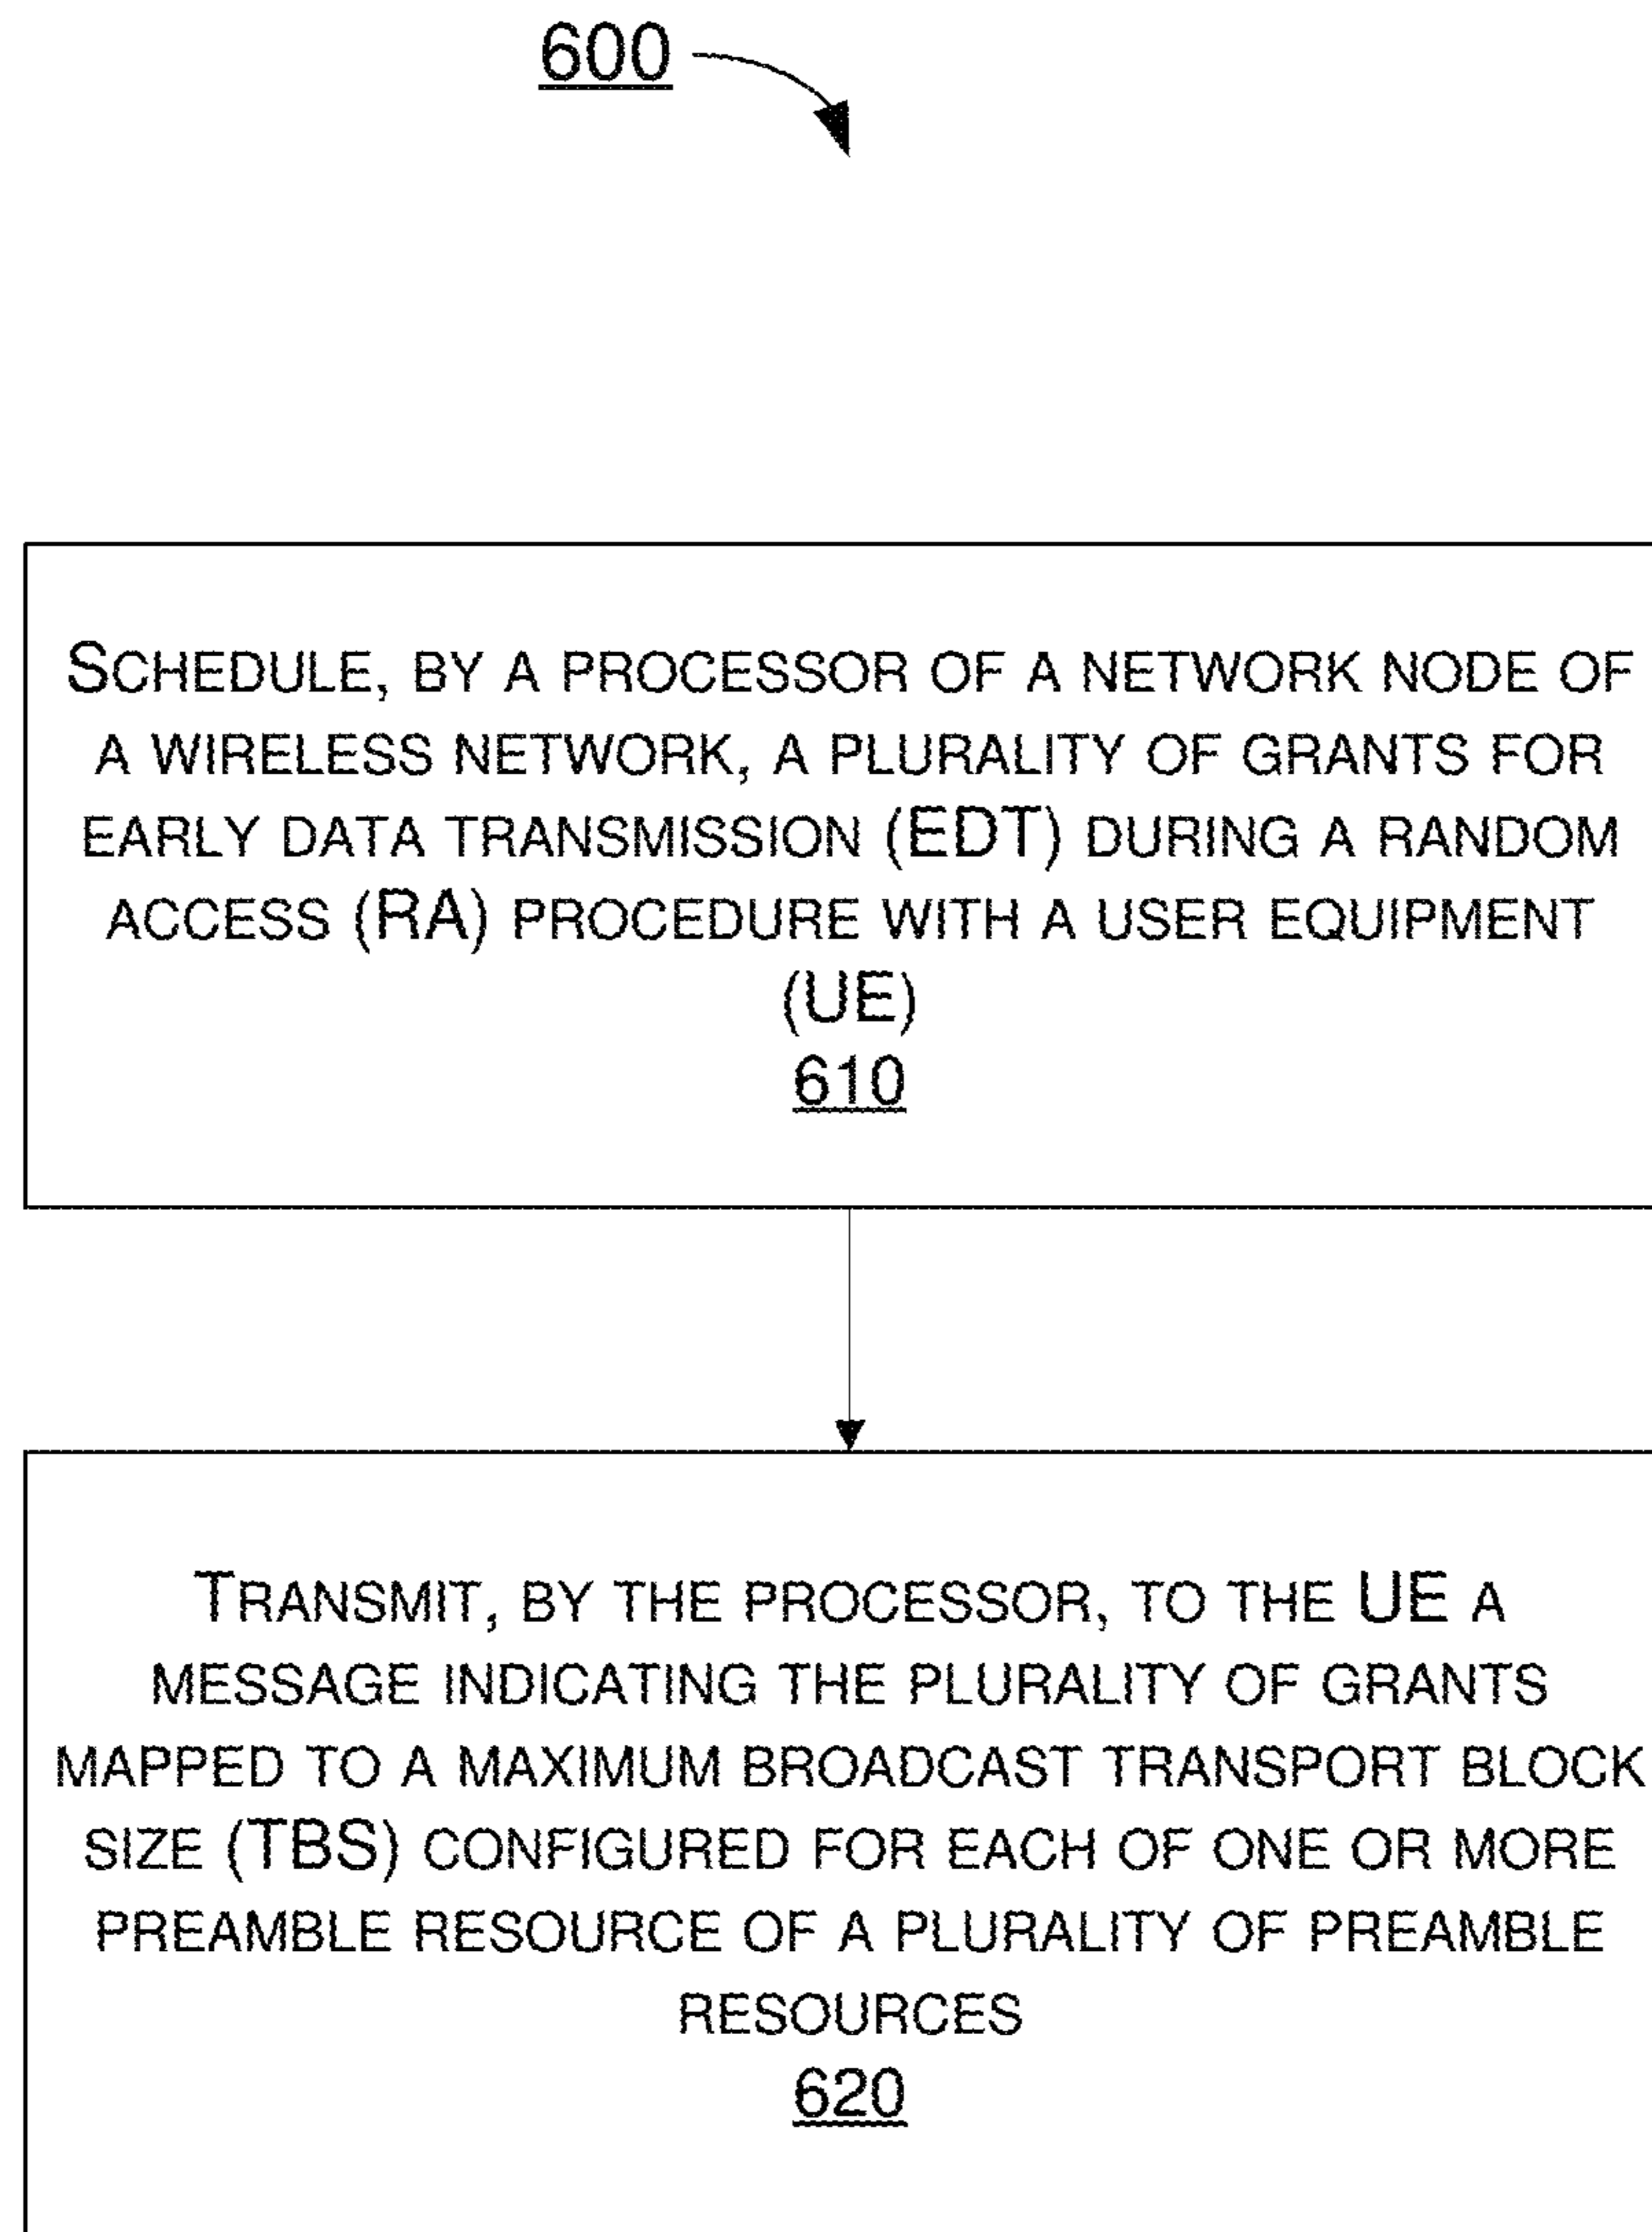 600
SCHEDULE, BY A PROCESSOR OF A NETWORK NODE OF
A WIRELESS NETWORK, A PLURALITY OF GRANTS FOR
EARLY DATA TRANSMISSION (EDT) DURING A RANDOM
ACCESS (RA) PROCEDURE WITH A USER EQUIPMENT
(UE)
610
TRANSMIT, BY THE PROCESSOR, TO THE UE A
MESSAGE INDICATING THE PLURALITY OF GRANTS
MAPPED TO A MAXIMUM BROADCAST TRANSPORT BLOCK
SIZE (TBS) CONFIGURED FOR EACH OF ONE OR MORE
PREAMBLE RESOURCE OF A PLURALITY OF PREAMBLE
RESOURCES
620